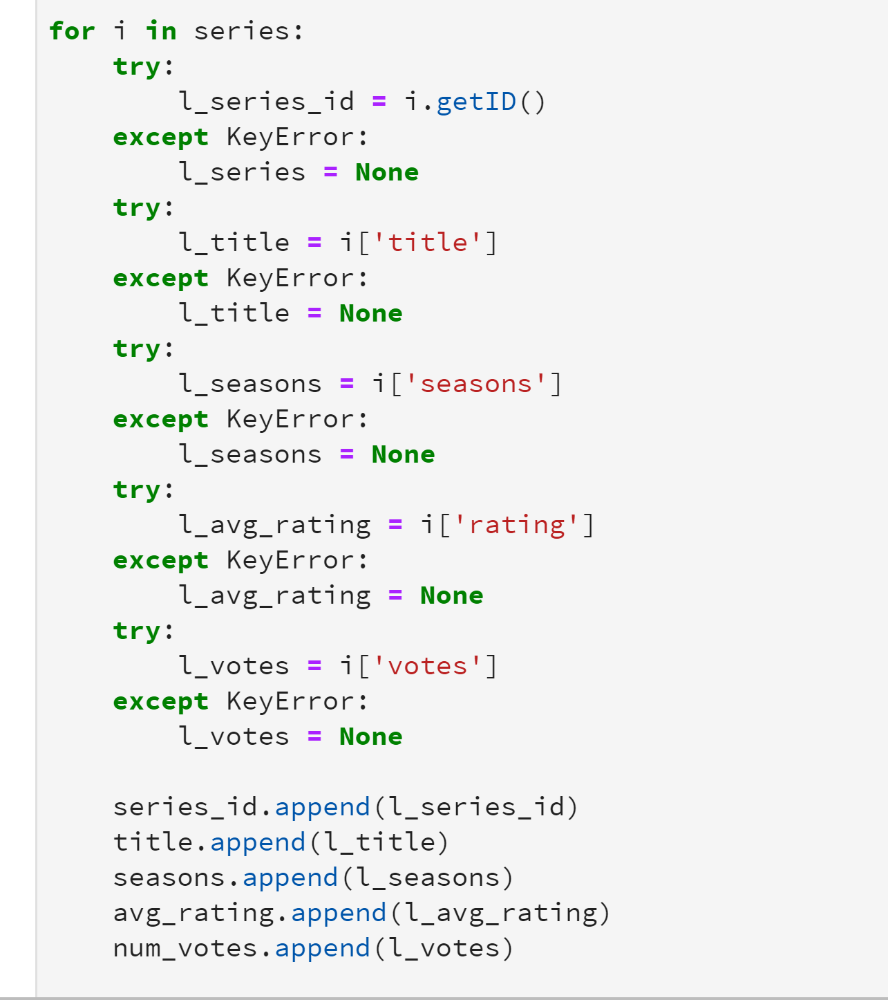 for i in series:
    try:
        l_series_id = i.getID()
    except KeyError:
        l_series = None
    try:
        l_title = i['title']
    except KeyError:
        l_title = None
    try:
        l_seasons = i['seasons']
    except KeyError:
        l_seasons = None
    try:
        l_avg_rating = i['rating']
    except KeyError:
        l_avg_rating = None
    try:
        l_votes = i['votes']
    except KeyError:
        l_votes = None

    series_id.append(l_series_id)
    title.append(l_title)
    seasons.append(l_seasons)
    avg_rating.append(l_avg_rating)
    num_votes.append(l_votes)